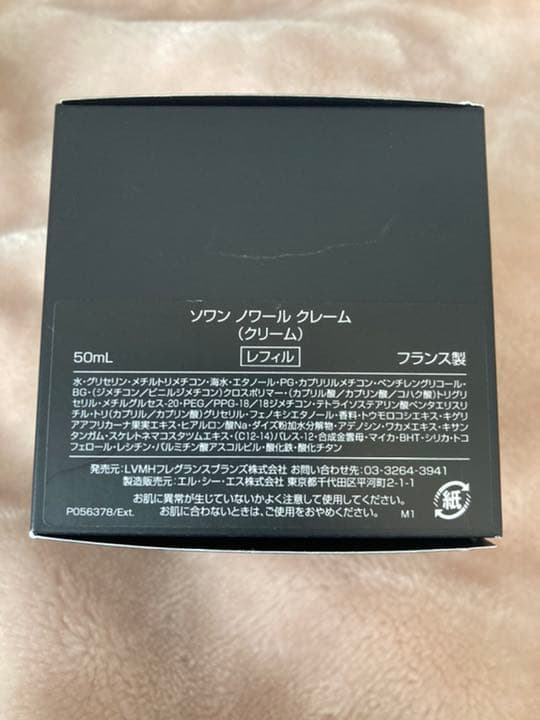 ソワン ノワール クレーム
(クリーム)
50mL レフィル フランス製
水・グリセリン・メチルトリメチコン・海水・エタノール・PG・カプリリルメチコン・ペンチレングリコール・
BG・(ジメチコン/ビニルジメチコン)クロスポリマー・(カプリル酸/カプリン酸/コハク酸)トリグリ
セリル・メチルグルセス-20・PEG/PPG-18/18ジメチコン・テトライソステアリン酸ペンタエリスリ
チル・トリ(カプリル/カプリン酸)グリセリル・フェノキシエタノール・香料・トウモロコシエキス・キゲリ
アアフリカーナ果実エキス・ヒアルロン酸Na・ダイズ粉加水分解物・アデノシン・ワカメエキス・キサン
タンガム・スケレトネマコスタツムエキス・(C12-14)パレス-12・合成金雲母・マイカ・BHT・シリカ・トコ
フェロール・レシチン・パルミチン酸アスコルビル・酸化鉄・酸化チタン
発売元:LVMHフレグランスブランズ株式会社 お問い合わせ先:03-3264-3941
製造販売元:エル・シー・エス株式会社 東京都千代田区平河町2-1-1
お肌に異常が生じていないかよく注意して使用してください。
お肌に合わないときは、ご使用をおやめください。
P056378/Ext. M1
紙